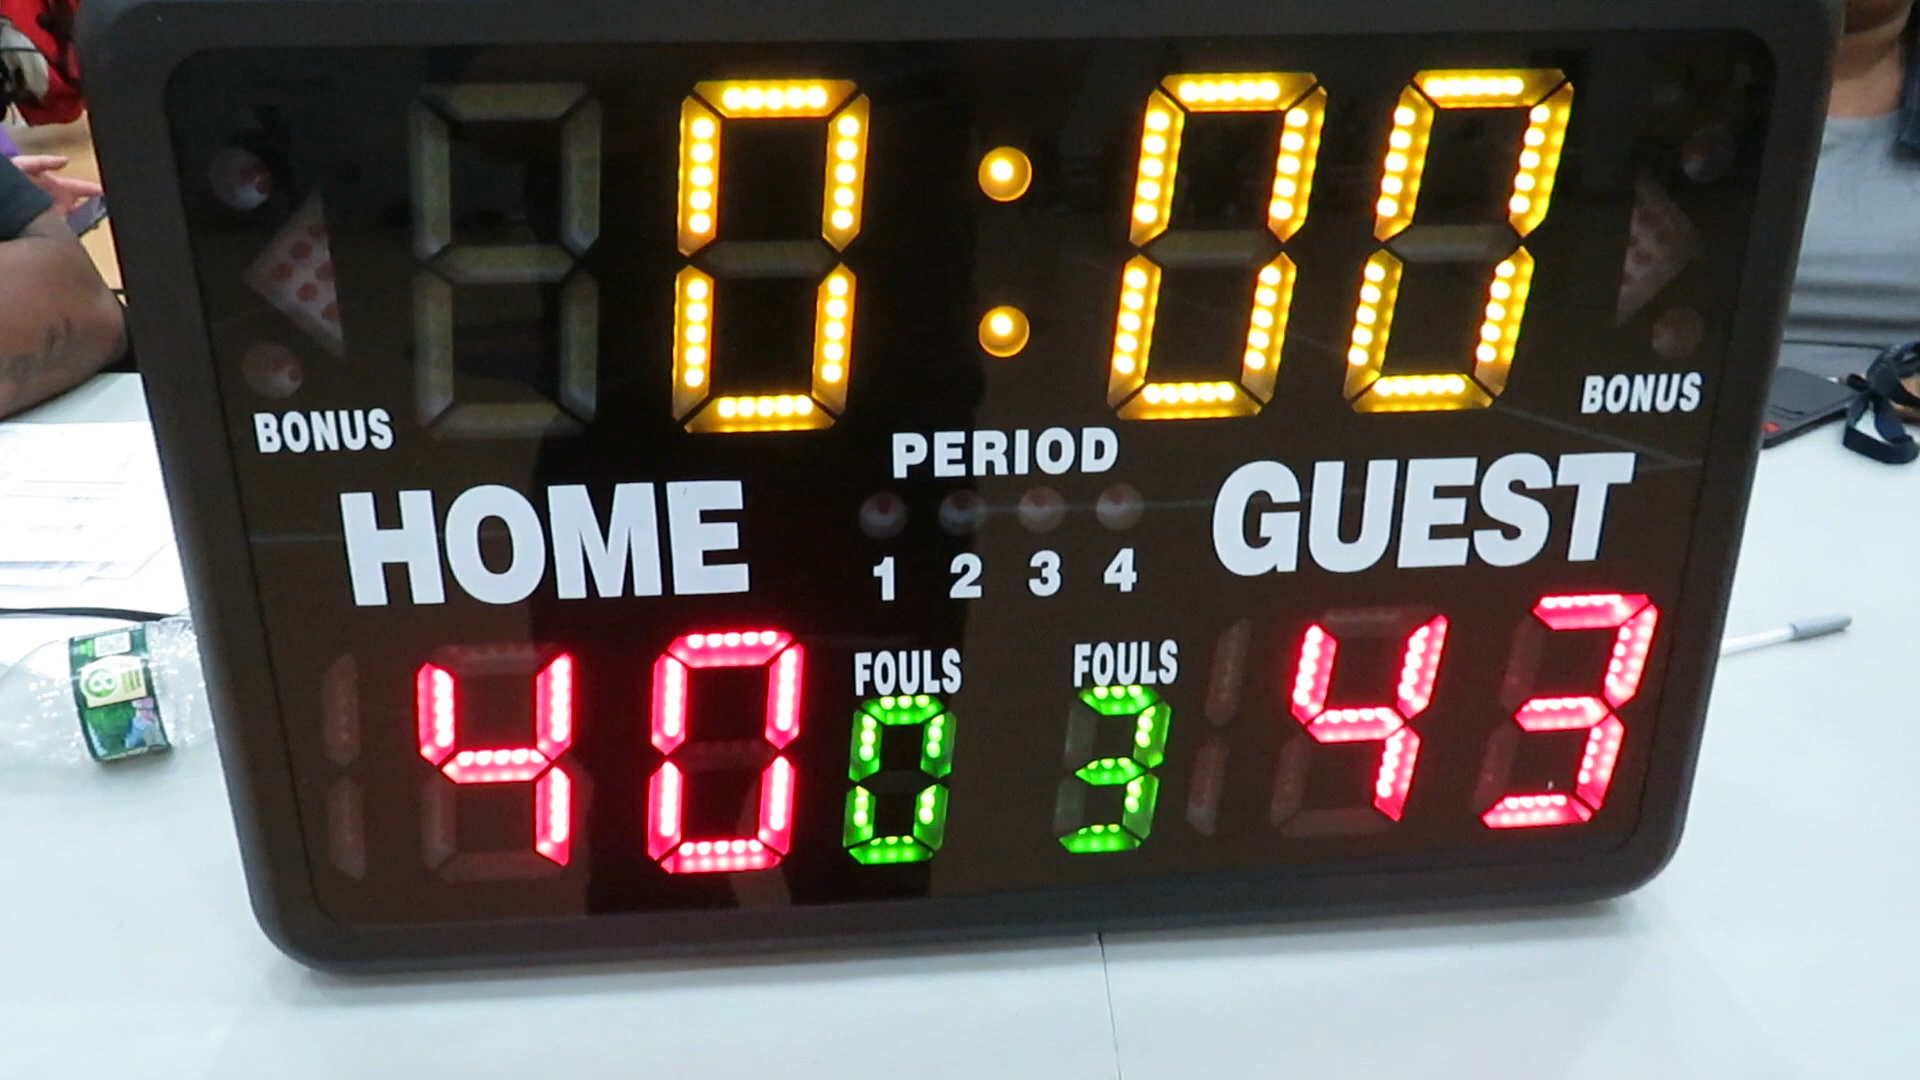 0:00
BONUS
BONUS
PERIOD
HOME
GUEST
1 2 3 4
FOULS
FOULS
40
0
3
43